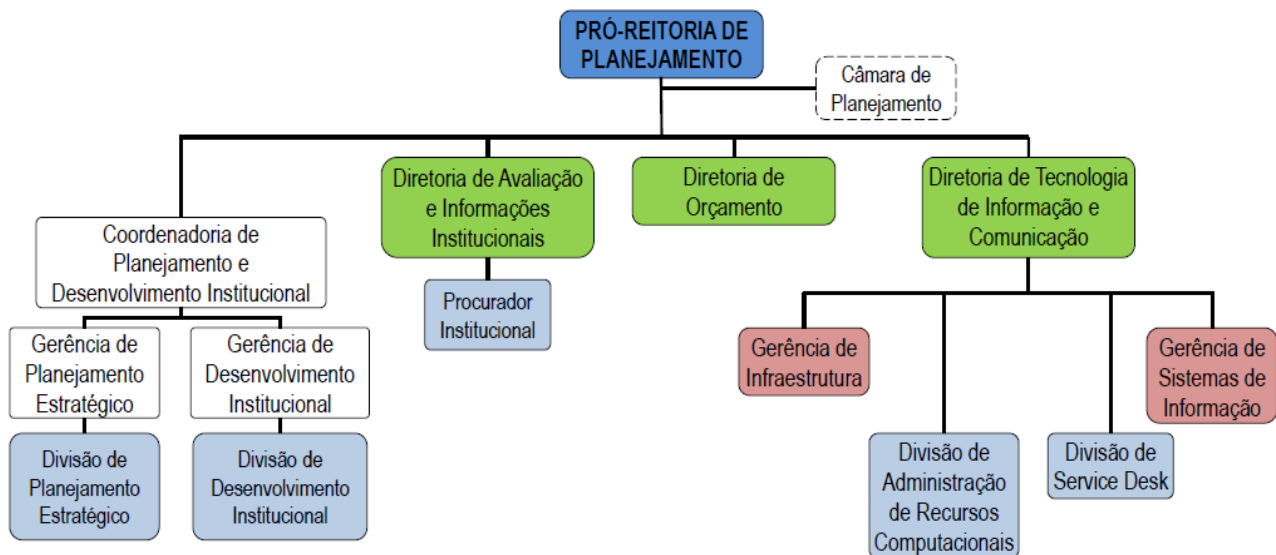 PRÓ-REITORIA DE
PLANEJAMENTO
Câmara de
Planejamento
Diretoria de Avaliação
e Informações
Institucionais
Diretoria de
Orçamento
Diretoria de Tecnologia
de Informação e
Comunicação
Coordenadoria de
Planejamento e
Desenvolvimento Institucional
Procurador
Institucional
Gerência de
Planejamento
Estratégico
Gerência de
Desenvolvimento
Institucional
Gerência de
Infraestrutura
Gerência de
Sistemas de
Informação
Divisão de
Planejamento
Estratégico
Divisão de
Desenvolvimento
Institucional
Divisão de
Administração
de Recursos
Computacionais
Divisão de
Service Desk